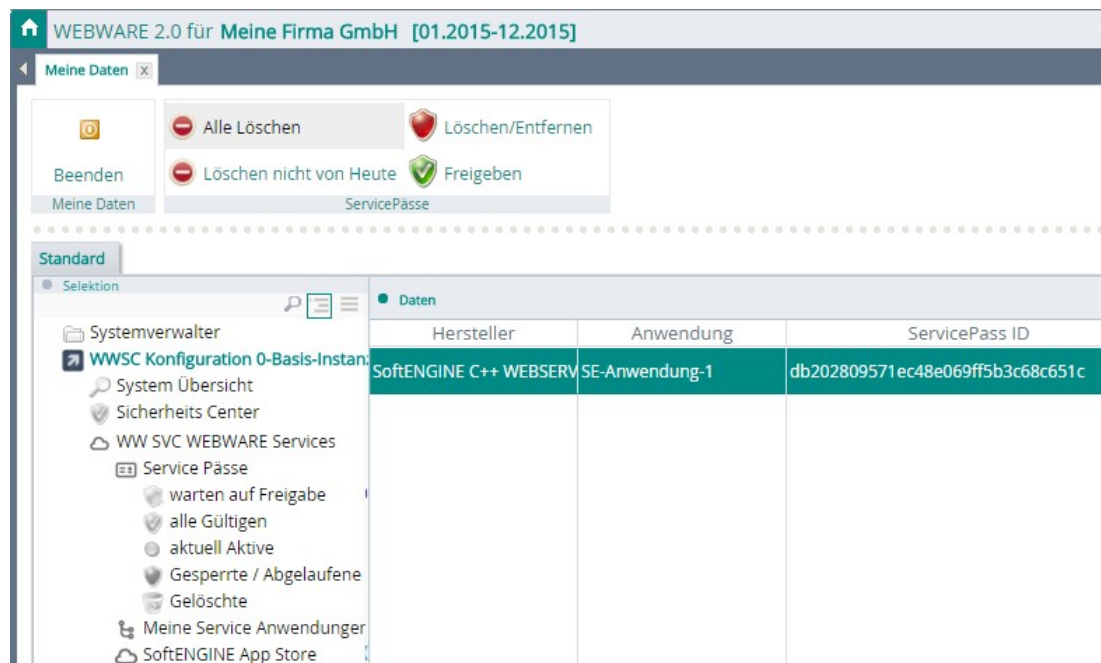 WEBWARE 2.0 für Meine Firma GmbH [01.2015-12.2015]
Meine Daten x
Alle Löschen Löschen/Entfernen
Beenden Löschen nicht von Heute Freigeben
Meine Daten ServicePässe
Standard
Selektion
Daten
Systemverwalter
Hersteller Anwendung ServicePass ID
WWSC Konfiguration 0-Basis-Instan
SoftENGINE C++ WEBSERV SE-Anwendung-1 db202809571ec48e069ff5b3c68c651c
System Übersicht
Sicherheits Center
WW SVC WEBWARE Services
Service Pässe
warten auf Freigabe
alle Gültigen
aktuell Aktive
Gesperrte / Abgelaufene
Gelöschte
Meine Service Anwendunger
SoftENGINE App Store